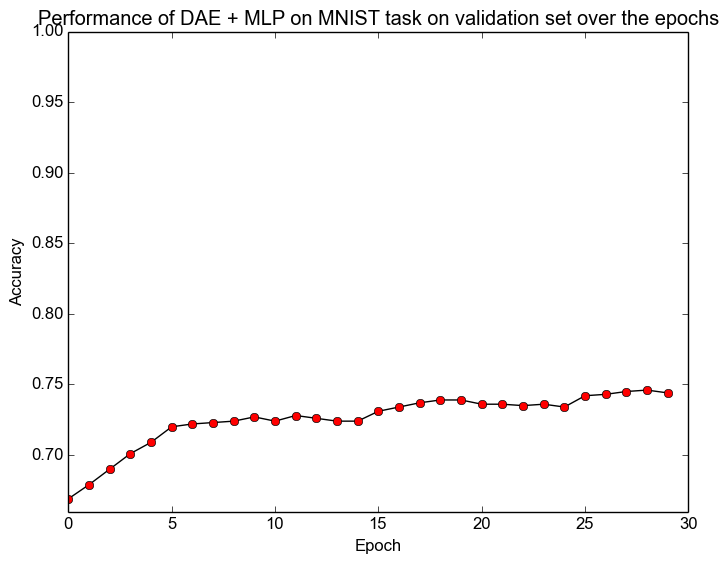 Performance of DAE + MLP on MNIST task on validation set over the epochs
1.00
0.95
0.90
0.85
0.80
0.75
0.70
Accuracy
0 5 10 15 20 25 30
Epoch